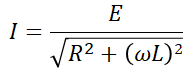 I = E / √(R² + (ωL)²)